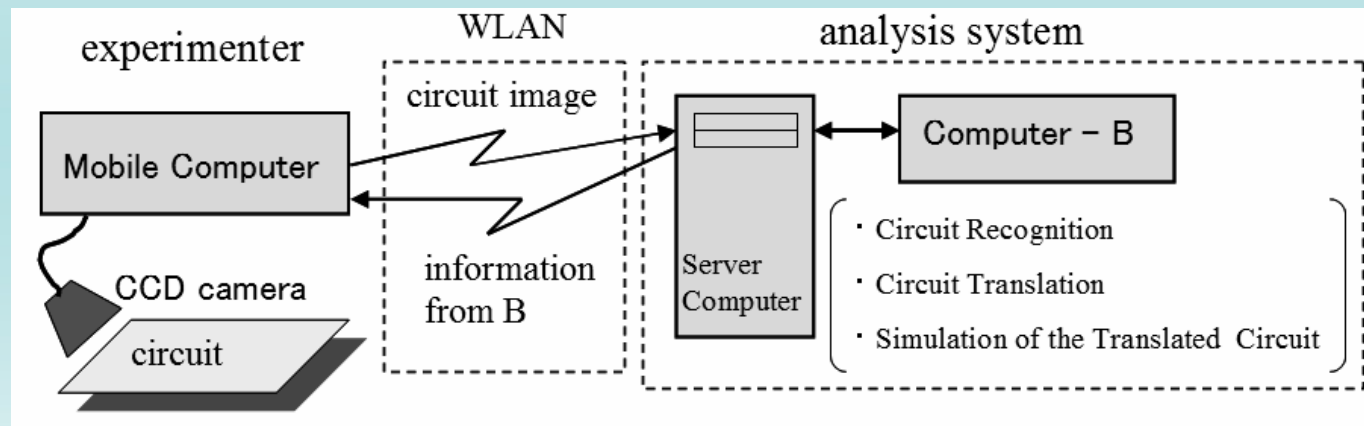 experimenter
WLAN
analysis system
circuit image
Mobile Computer
Computer - B
CCD camera
circuit
information
from B
Server
Computer
・ Circuit Recognition
・ Circuit Translation
・ Simulation of the Translated Circuit